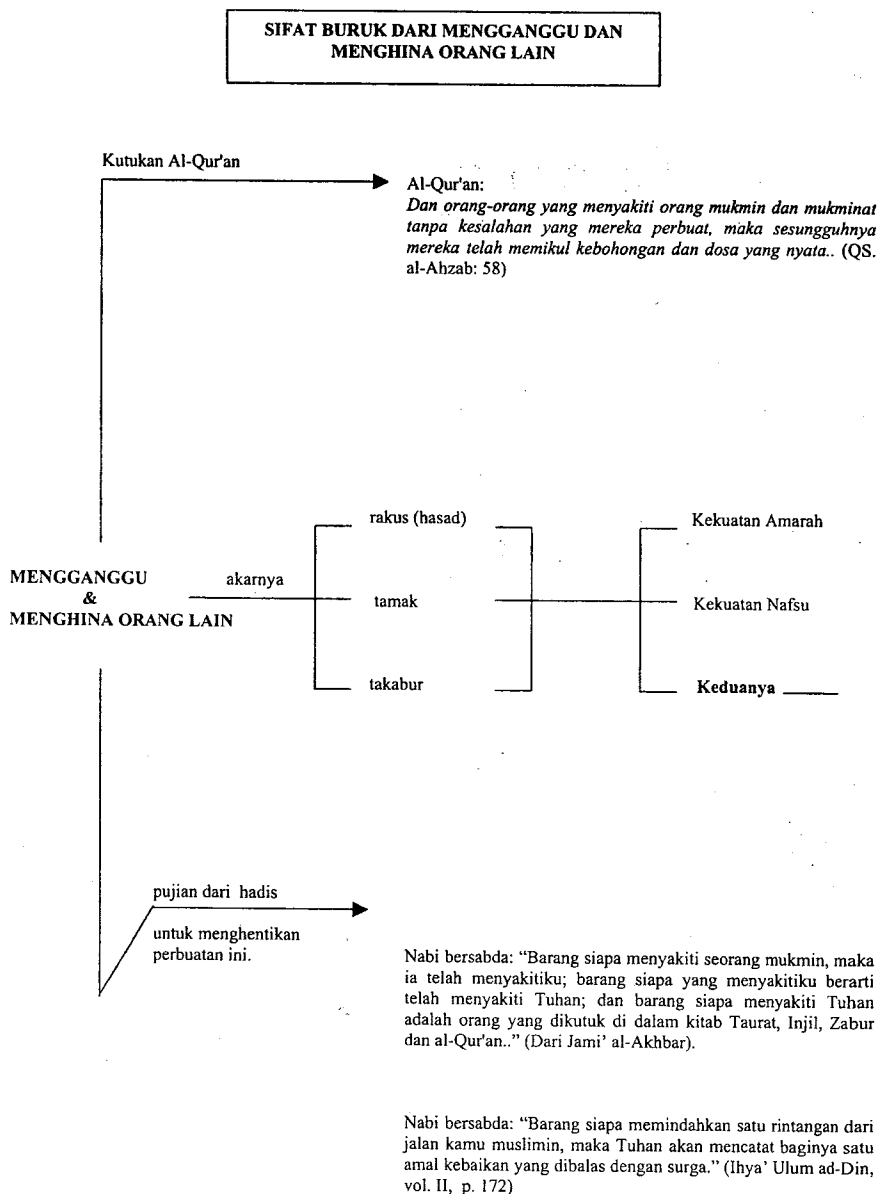 SIFAT BURUK DARI MENGGANGGU DAN
MENGHINA ORANG LAIN
Kutukan Al-Qur'an
Al-Qur'an:
Dan orang-orang yang menyakiti orang mukmin dan mukminat
tanpa kesalahan yang mereka perbuat, maka sesungguhnya
mereka telah memikul kebohongan dan dosa yang nyata.. (QS.
al-Ahzab: 58)
rakus (hasad)
Kekuatan Amarah
MENGGANGGU
&
MENGHINA ORANG LAIN
akarnya
tamak
Kekuatan Nafsu
takabur
Keduanya
pujian dari hadis
untuk menghentikan
perbuatan ini.
Nabi bersabda: “Barang siapa menyakiti seorang mukmin, maka
ia telah menyakitiku; barang siapa yang menyakitiku berarti
telah menyakiti Tuhan; dan barang siapa menyakiti Tuhan
adalah orang yang dikutuk di dalam kitab Taurat, Injil, Zabur
dan al-Qur'an..” (Dari Jami’ al-Akhbar).
Nabi bersabda: “Barang siapa memindahkan satu rintangan dari
jalan kamu muslimin, maka Tuhan akan mencatat baginya satu
amal kebaikan yang dibalas dengan surga.” (Ihya’ Ulum ad-Din,
vol. II, p. 172)